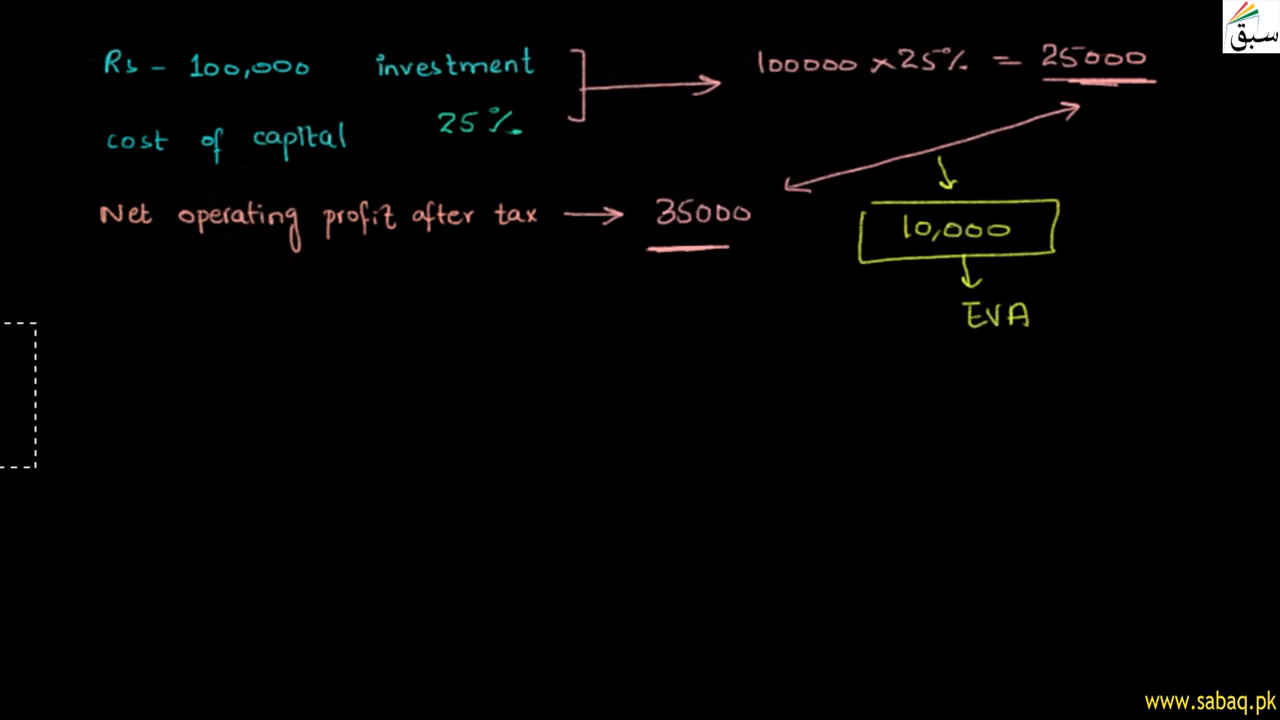 سبق
Rs - 100,000 investment
100000 × 25% = 25000
cost of capital 25%
Net operating profit after tax → 35000
10,000
EVA
www.sabaq.pk